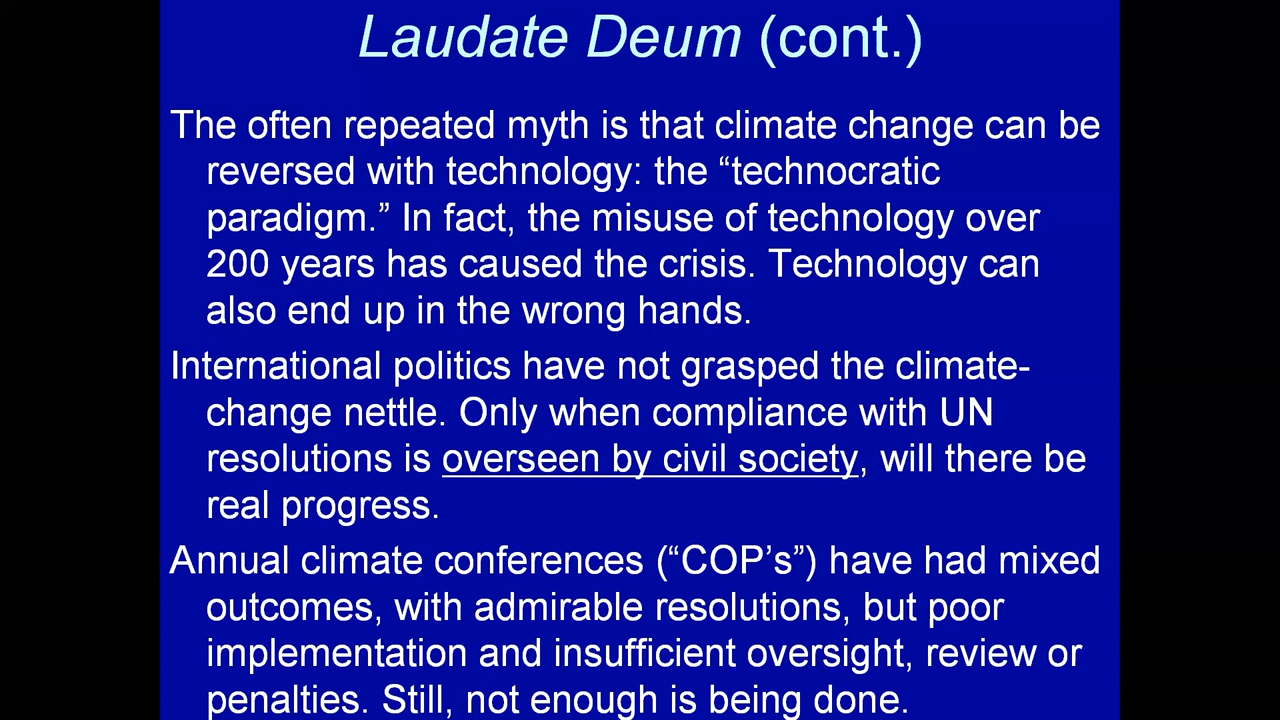 Laudate Deum (cont.)
The often repeated myth is that climate change can be
reversed with technology: the “technocratic
paradigm.” In fact, the misuse of technology over
200 years has caused the crisis. Technology can
also end up in the wrong hands.
International politics have not grasped the climate-
change nettle. Only when compliance with UN
resolutions is overseen by civil society, will there be
real progress.
Annual climate conferences (“COP’s”) have had mixed
outcomes, with admirable resolutions, but poor
implementation and insufficient oversight, review or
penalties. Still, not enough is being done.